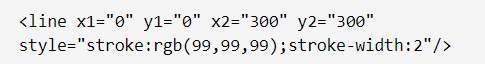 <line x1="0" y1="0" x2="300" y2="300"
style="stroke:rgb(99,99,99);stroke-width:2"/>